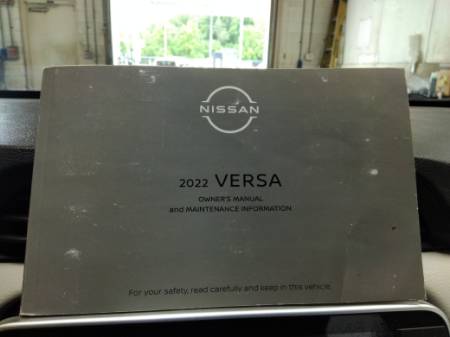 NISSAN
2022 VERSA
OWNER'S MANUAL
and MAINTENANCE INFORMATION
For your safety, read carefully and keep in this vehicle.